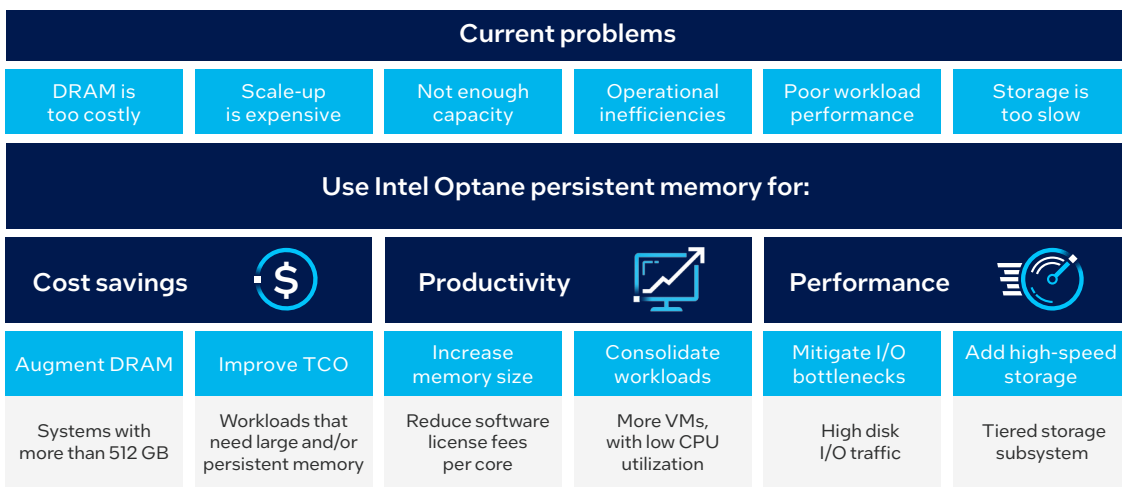 Current problems
DRAM is
too costly
Scale-up
is expensive
Not enough
capacity
Operational
inefficiencies
Poor workload
performance
Storage is
too slow
Use Intel Optane persistent memory for:
Cost savings
$
Productivity
Performance
Augment DRAM
Improve TCO
Increase
memory size
Consolidate
workloads
Mitigate I/O
bottlenecks
Add high-speed
storage
Systems with
more than 512 GB
Workloads that
need large and/or
persistent memory
Reduce software
license fees
per core
More VMs,
with low CPU
utilization
High disk
I/O traffic
Tiered storage
subsystem